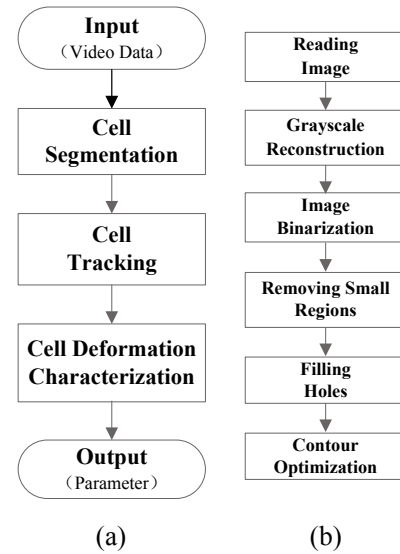 Input
（Video Data）
Cell
Segmentation
Cell
Tracking
Cell Deformation
Characterization
Output
（Parameter）
(a)
Reading
Image
Grayscale
Reconstruction
Image
Binarization
Removing Small
Regions
Filling
Holes
Contour
Optimization
(b)